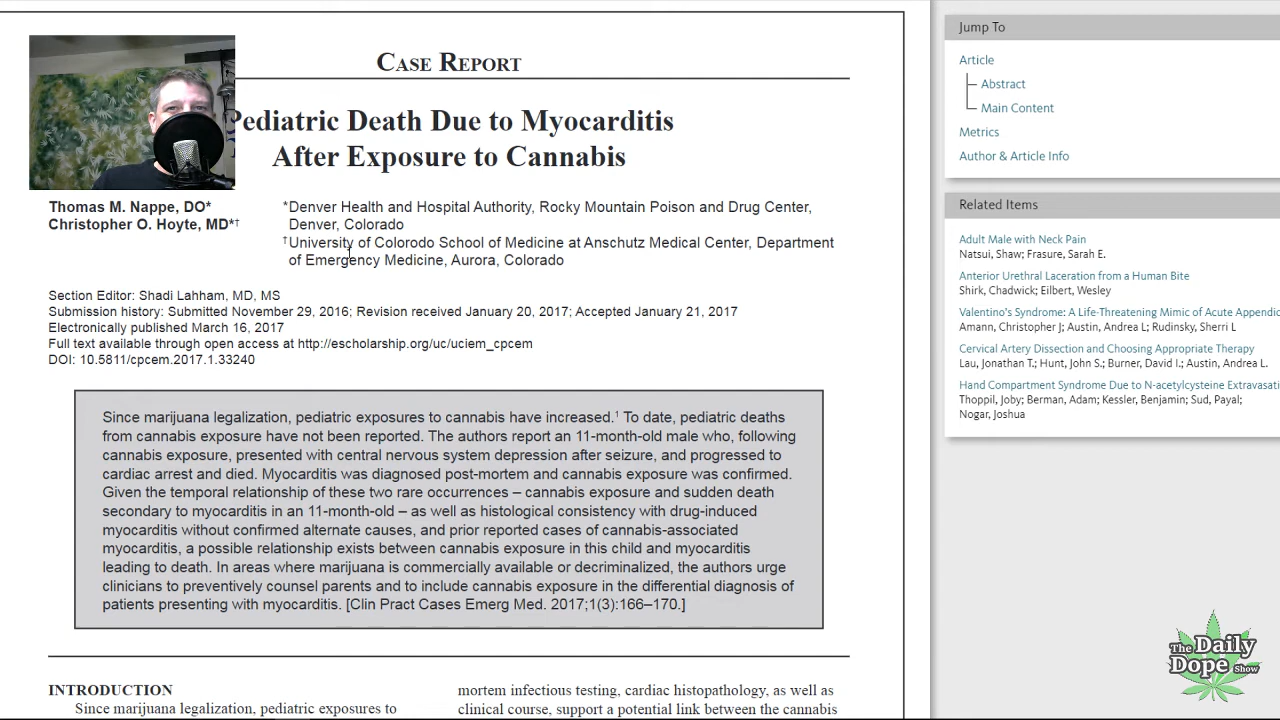 CASE REPORT
Pediatric Death Due to Myocarditis
After Exposure to Cannabis
Thomas M. Nappe, DO*
Christopher O. Hoyte, MD*†
*Denver Health and Hospital Authority, Rocky Mountain Poison and Drug Center,
Denver, Colorado
†University of Colorodo School of Medicine at Anschutz Medical Center, Department
of Emergency Medicine, Aurora, Colorado
Section Editor: Shadi Lahham, MD, MS
Submission history: Submitted November 29, 2016; Revision received January 20, 2017; Accepted January 21, 2017
Electronically published March 16, 2017
Full text available through open access at http://escholarship.org/uc/uciem_cpcem
DOI: 10.5811/cpcem.2017.1.33240
Since marijuana legalization, pediatric exposures to cannabis have increased.¹ To date, pediatric deaths
from cannabis exposure have not been reported. The authors report an 11-month-old male who, following
cannabis exposure, presented with central nervous system depression after seizure, and progressed to
cardiac arrest and died. Myocarditis was diagnosed post-mortem and cannabis exposure was confirmed.
Given the temporal relationship of these two rare occurrences – cannabis exposure and sudden death
secondary to myocarditis in an 11-month-old – as well as histological consistency with drug-induced
myocarditis without confirmed alternate causes, and prior reported cases of cannabis-associated
myocarditis, a possible relationship exists between cannabis exposure in this child and myocarditis
leading to death. In areas where marijuana is commercially available or decriminalized, the authors urge
clinicians to preventively counsel parents and to include cannabis exposure in the differential diagnosis of
patients presenting with myocarditis. [Clin Pract Cases Emerg Med. 2017;1(3):166–170.]
INTRODUCTION
Since marijuana legalization, pediatric exposures to
mortem infectious testing, cardiac histopathology, as well as
clinical course, support a potential link between the cannabis
Jump To
Article
Abstract
Main Content
Metrics
Author & Article Info
Related Items
Adult Male with Neck Pain
Natsui, Shaw; Frasure, Sarah E.
Anterior Urethral Laceration from a Human Bite
Shirk, Chadwick; Eilbert, Wesley
Valentino's Syndrome: A Life-Threatening Mimic of Acute Appendic
Amann, Christopher J; Austin, Andrea L; Rudinsky, Sherri L
Cervical Artery Dissection and Choosing Appropriate Therapy
Lau, Jonathan T.; Hunt, John S.; Burner, David I.; Austin, Andrea L.
Hand Compartment Syndrome Due to N-acetylcysteine Extravasati
Thoppil, Joby; Berman, Adam; Kessler, Benjamin; Sud, Payal;
Nogar, Joshua
The Daily
Dope Show